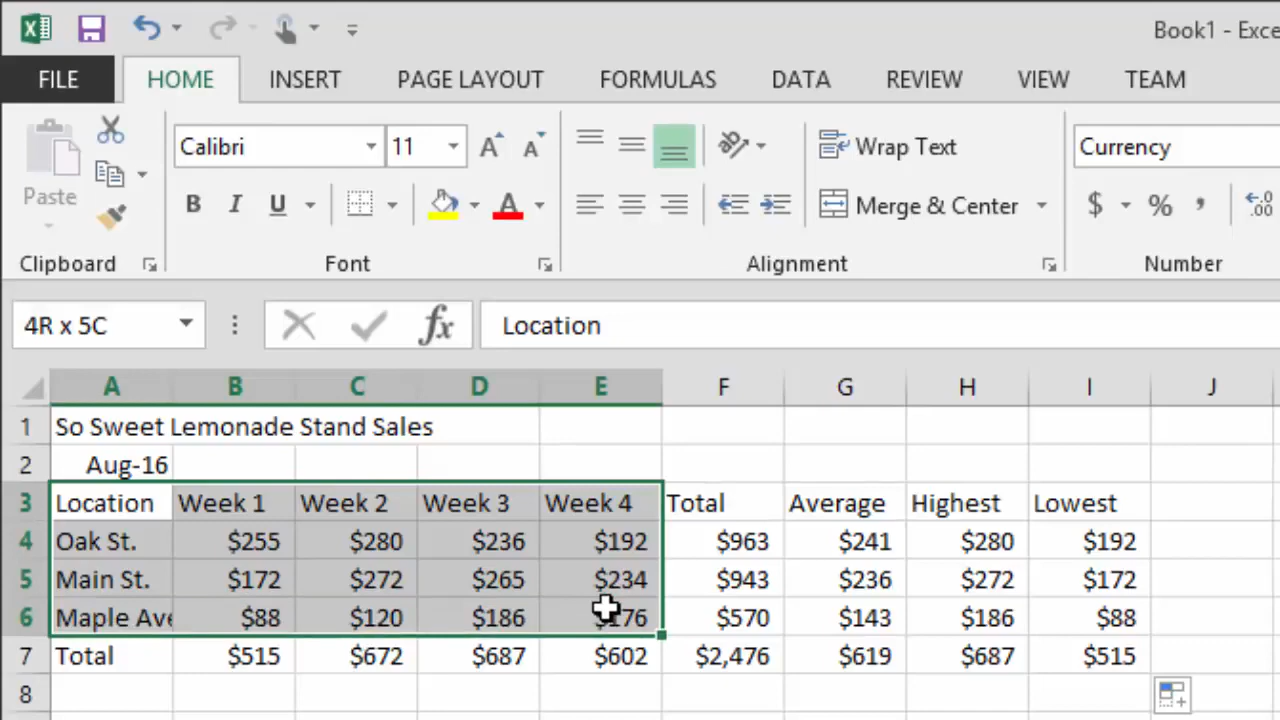 Book1 - Exce
FILE HOME INSERT PAGE LAYOUT FORMULAS DATA REVIEW VIEW TEAM
Calibri 11 Wrap Text Currency
Paste B I U A Merge & Center $ % , .00
Clipboard Font Alignment Number
4R x 5C fx Location
A B C D E F G H I J
1 So Sweet Lemonade Stand Sales
2 Aug-16
3 Location Week 1 Week 2 Week 3 Week 4 Total Average Highest Lowest
4 Oak St. $255 $280 $236 $192 $963 $241 $280 $192
5 Main St. $172 $272 $265 $234 $943 $236 $272 $172
6 Maple Ave $88 $120 $186 $176 $570 $143 $186 $88
7 Total $515 $672 $687 $602 $2,476 $619 $687 $515
8